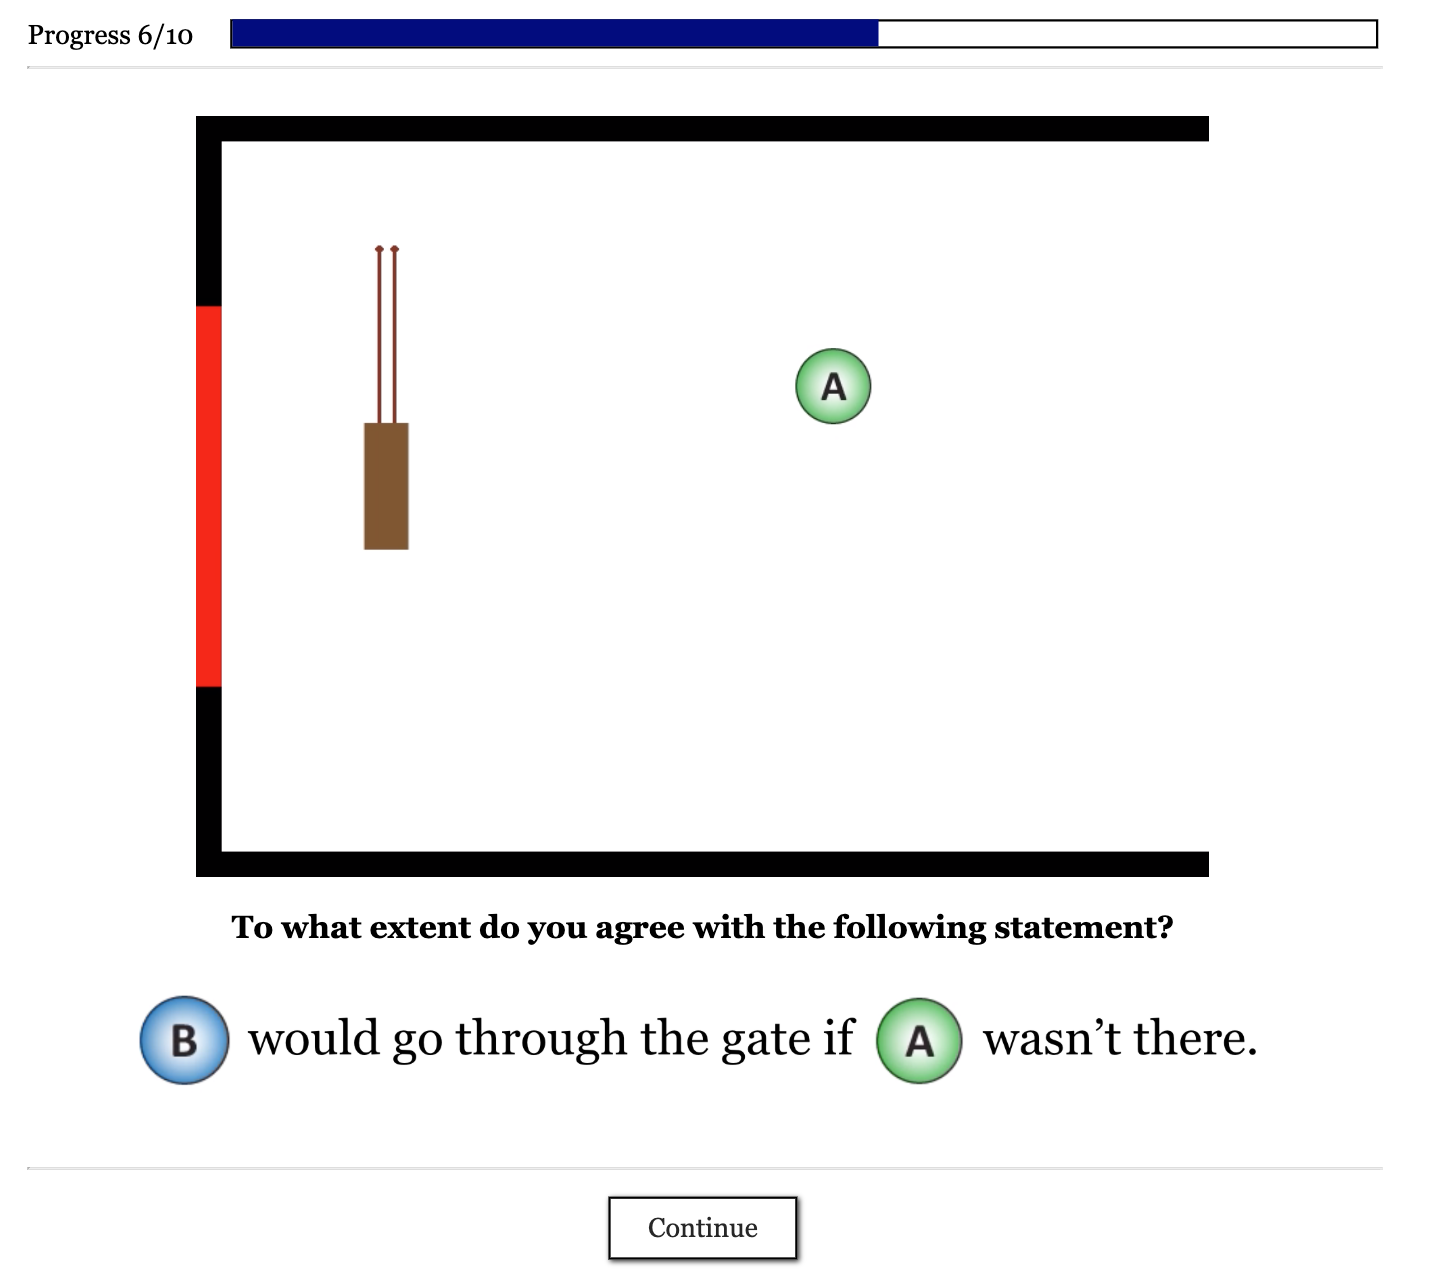 Progress 6/10
A
To what extent do you agree with the following statement?
B would go through the gate if A wasn’t there.
Continue